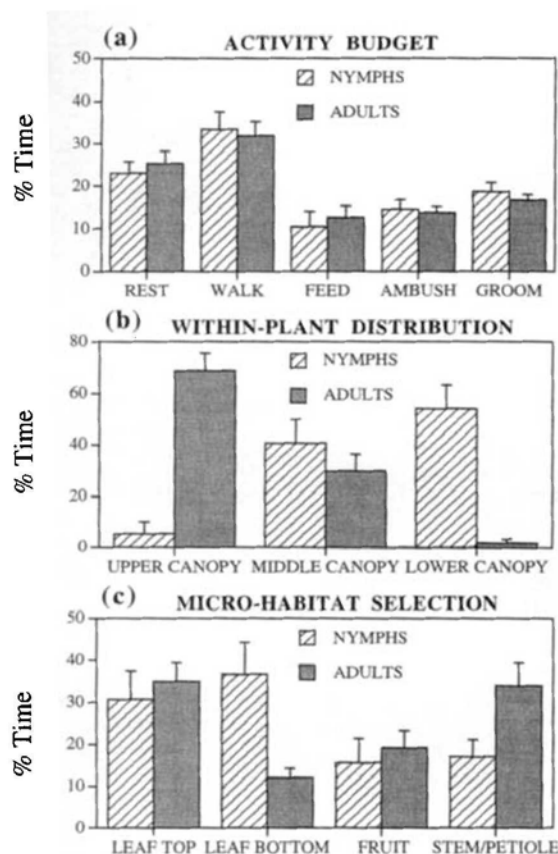 (a) ACTIVITY BUDGET
50
40
30
20
10
0
% Time
NYMPHS
ADULTS
REST WALK FEED AMBUSH GROOM
(b) WITHIN-PLANT DISTRIBUTION
80
60
40
20
0
% Time
NYMPHS
ADULTS
UPPER CANOPY MIDDLE CANOPY LOWER CANOPY
(c) MICRO-HABITAT SELECTION
50
40
30
20
10
0
% Time
NYMPHS
ADULTS
LEAF TOP LEAF BOTTOM FRUIT STEM/PETIOLE